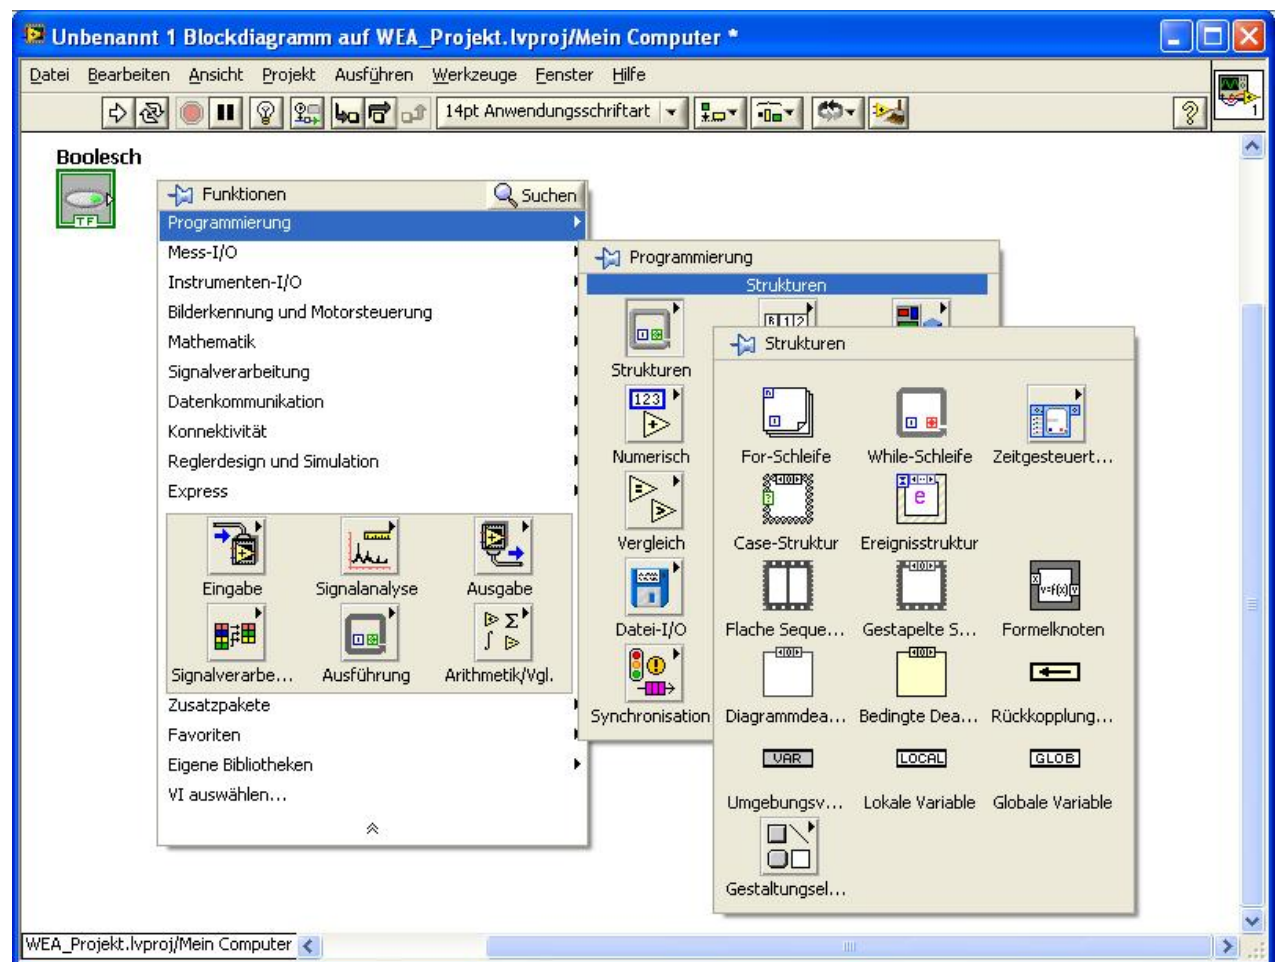 Unbenannt 1 Blockdiagramm auf WEA_Projekt.lvproj/Mein Computer *
Datei Bearbeiten Ansicht Projekt Ausführen Werkzeuge Fenster Hilfe
14pt Anwendungsschriftart
1
Boolesch
TF
Funktionen Suchen
Programmierung
Mess-I/O
Instrumenten-I/O
Bilderkennung und Motorsteuerung
Mathematik
Signalverarbeitung
Datenkommunikation
Konnektivität
Reglerdesign und Simulation
Express
Eingabe Signalanalyse Ausgabe
Signalverarbe... Ausführung Arithmetik/Vgl.
Zusatzpakete
Favoriten
Eigene Bibliotheken
VI auswählen...
Programmierung
Strukturen
Strukturen
123
Numerisch
Vergleich
Datei-I/O
Synchronisation
Strukturen
For-Schleife While-Schleife Zeitgesteuert...
Case-Struktur Ereignisstruktur
Flache Seque... Gestapelte S... Formelknoten
Diagrammdea... Bedingte Dea... Rückkopplung...
VAR LOCAL GLOB
Umgebungsv... Lokale Variable Globale Variable
Gestaltungsel...
WEA_Projekt.lvproj/Mein Computer